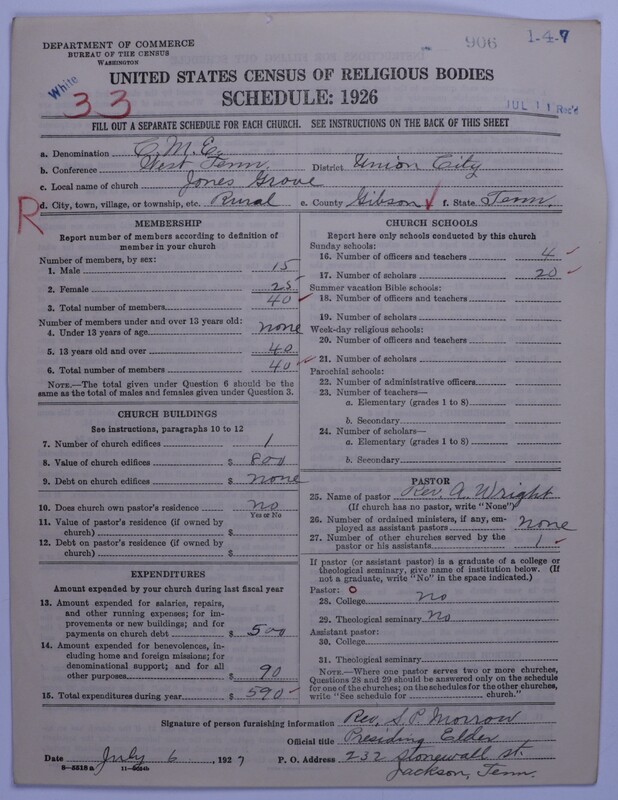 906
1-4-7
DEPARTMENT OF COMMERCE
BUREAU OF THE CENSUS
WASHINGTON
White
33
UNITED STATES CENSUS OF RELIGIOUS BODIES
SCHEDULE: 1926
JUL 11 Rec'd
FILL OUT A SEPARATE SCHEDULE FOR EACH CHURCH. SEE INSTRUCTIONS ON THE BACK OF THIS SHEET
a. Denomination C.M.E.
b. Conference West Tenn. District Union City
c. Local name of church Jones Grove
R
d. City, town, village, or township, etc. Rural e. County Gibson f. State Tenn.
MEMBERSHIP
Report number of members according to definition of
member in your church
Number of members, by sex:
1. Male 15
2. Female 25
3. Total number of members 40
Number of members under and over 13 years old:
4. Under 13 years of age none
5. 13 years old and over 40
6. Total number of members 40
NOTE.—The total given under Question 6 should be the
same as the total of males and females given under Question 3.
CHURCH BUILDINGS
See instructions, paragraphs 10 to 12
7. Number of church edifices 1
8. Value of church edifices $ 800
9. Debt on church edifices $ none
10. Does church own pastor's residence? no
Yes or No
11. Value of pastor's residence (if owned by
church) $
12. Debt on pastor's residence (if owned by
church) $
EXPENDITURES
Amount expended by your church during last fiscal year
13. Amount expended for salaries, repairs,
and other running expenses; for im-
provements or new buildings; and for
payments on church debt $ 500
14. Amount expended for benevolences, in-
cluding home and foreign missions; for
denominational support; and for all
other purposes $ 90
15. Total expenditures during year $ 590
CHURCH SCHOOLS
Report here only schools conducted by this church
Sunday schools:
16. Number of officers and teachers 4
17. Number of scholars 20
Summer vacation Bible schools:
18. Number of officers and teachers
19. Number of scholars
Week-day religious schools:
20. Number of officers and teachers
21. Number of scholars
Parochial schools:
22. Number of administrative officers
23. Number of teachers—
a. Elementary (grades 1 to 8)
b. Secondary
24. Number of scholars—
a. Elementary (grades 1 to 8)
b. Secondary
PASTOR
25. Name of pastor Rev. A. Wright
(If church has no pastor, write "None")
26. Number of ordained ministers, if any, em-
ployed as assistant pastors none
27. Number of other churches served by the
pastor or his assistants 1
If pastor (or assistant pastor) is a graduate of a college or
theological seminary, give name of institution below. (If
not a graduate, write "No" in the space indicated.)
Pastor: O
28. College no
29. Theological seminary no
Assistant pastor:
30. College
31. Theological seminary
NOTE.—Where one pastor serves two or more churches,
Questions 28 and 29 should be answered only on the schedule
for one of the churches; on the schedules for the other churches,
write "See schedule for church."
Signature of person furnishing information Rev. S. P. Morrow
Official title Presiding Elder
Date July 6, 1927 P. O. Address 232 Stonewall st.
Jackson, Tenn.
8—5518a